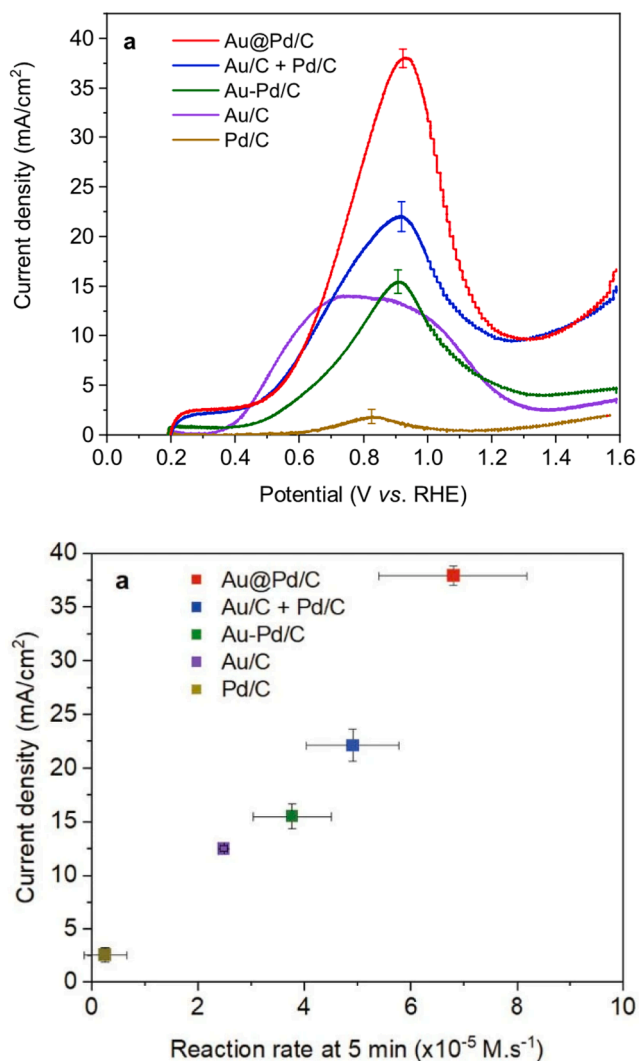 a
Au@Pd/C
Au/C + Pd/C
Au-Pd/C
Au/C
Pd/C
40
35
30
25
20
15
10
5
0
Current density (mA/cm²)
0.0 0.2 0.4 0.6 0.8 1.0 1.2 1.4 1.6
Potential (V vs. RHE)
a
Au@Pd/C
Au/C + Pd/C
Au-Pd/C
Au/C
Pd/C
40
35
30
25
20
15
10
5
0
Current density (mA/cm²)
0 2 4 6 8 10
Reaction rate at 5 min (x10⁻⁵ M.s⁻¹)